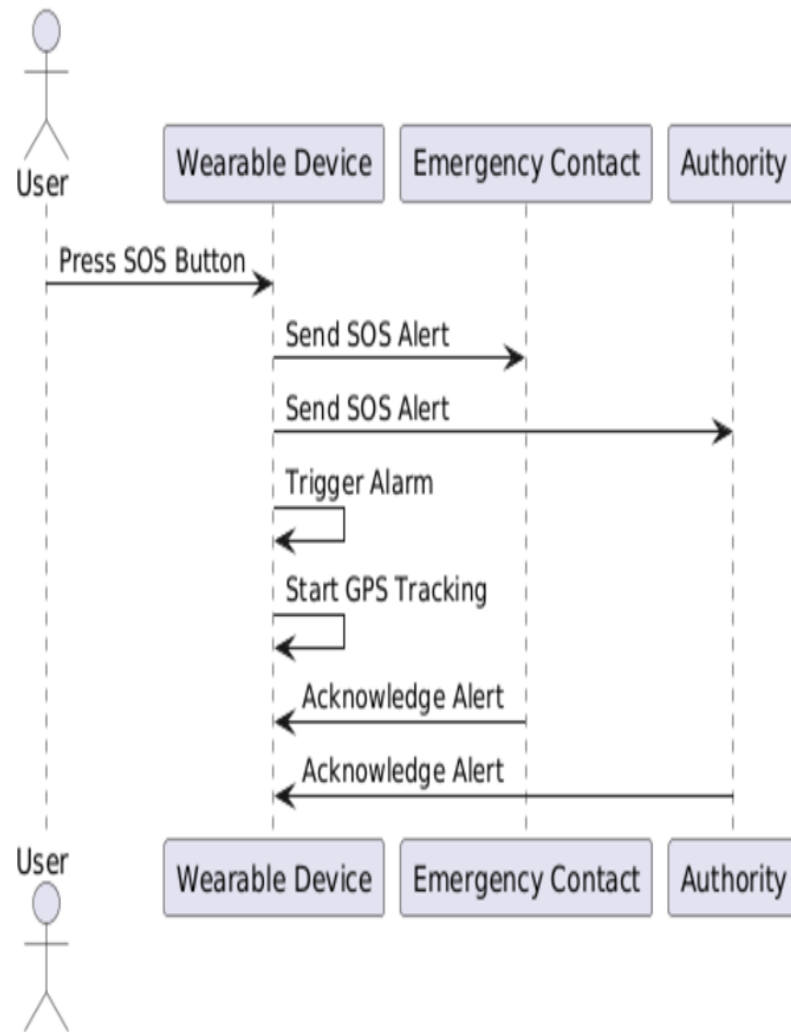 User
Wearable Device
Emergency Contact
Authority
Press SOS Button
Send SOS Alert
Send SOS Alert
Trigger Alarm
Start GPS Tracking
Acknowledge Alert
Acknowledge Alert
User
Wearable Device
Emergency Contact
Authority